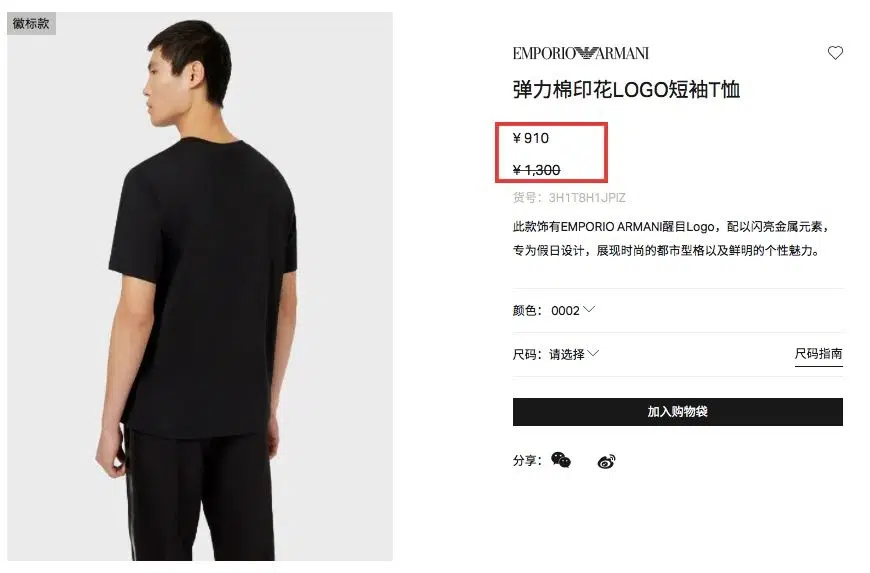 徽标款
EMPORIO ARMANI
弹力棉印花LOGO短袖T恤
¥ 910
¥ 1,300
货号：3H1T8H1JPIZ
此款饰有EMPORIO ARMANI醒目Logo，配以闪亮金属元素，
专为假日设计，展现时尚的都市型格以及鲜明的个性魅力。
颜色： 0002
尺码：请选择
尺码指南
加入购物袋
分享：